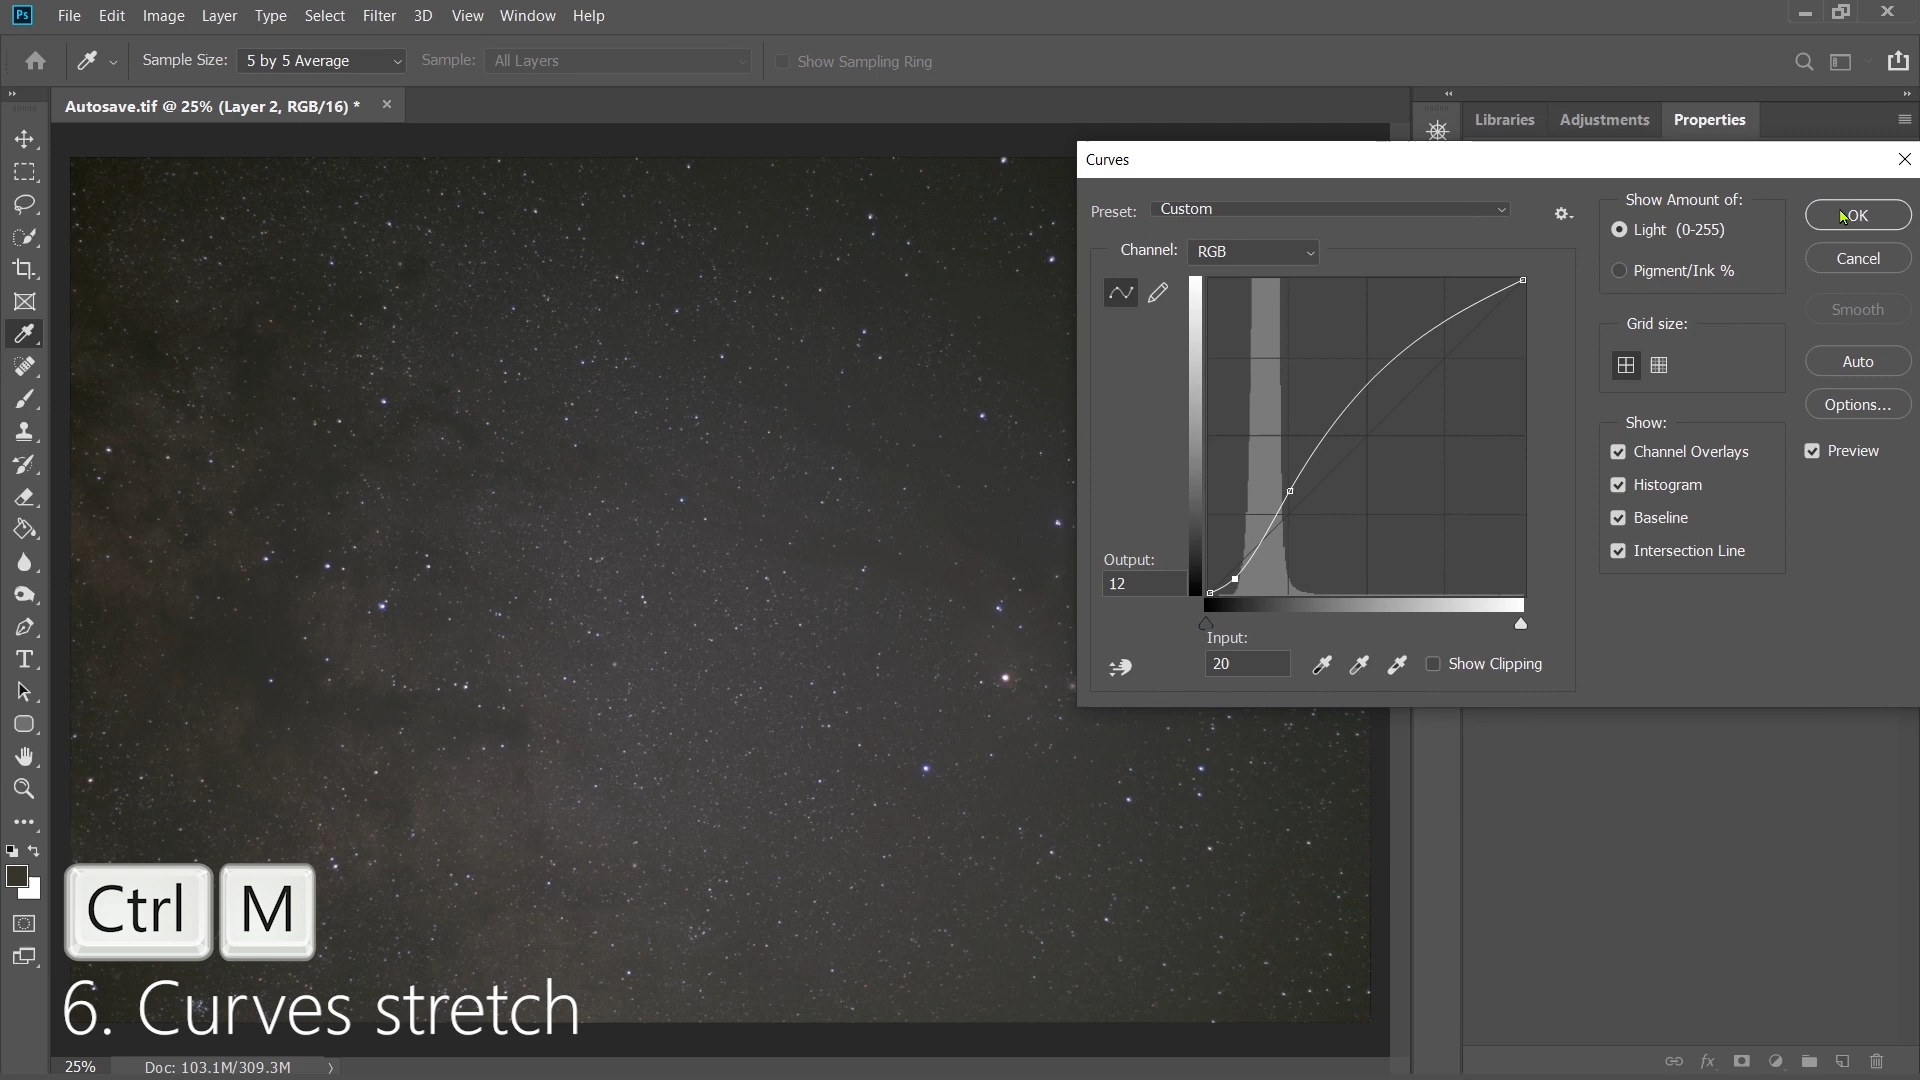 Ps File Edit Image Layer Type Select Filter 3D View Window Help
Sample Size: 5 by 5 Average Sample: All Layers Show Sampling Ring
Autosave.tif @ 25% (Layer 2, RGB/16) *
Libraries Adjustments Properties
Curves
Preset: Custom
Channel: RGB
Output:
12
Input:
20
Show Clipping
Show Amount of:
Light (0-255)
Pigment/Ink %
Grid size:
Show:
Channel Overlays
Histogram
Baseline
Intersection Line
OK
Cancel
Smooth
Auto
Options...
Preview
Ctrl M
6. Curves stretch
25% Doc: 103.1M/309.3M
fx